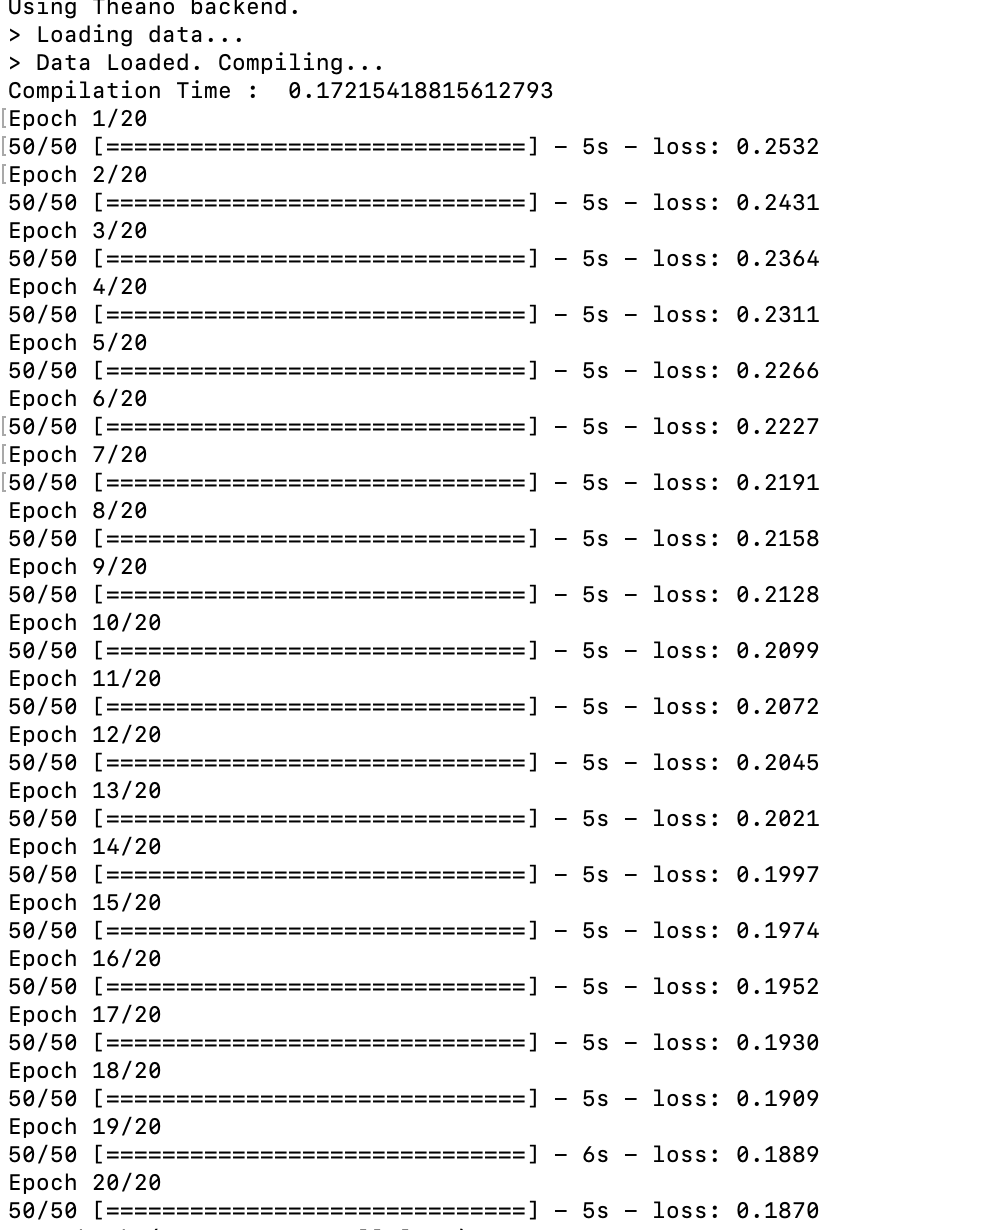 Using Theano backend.
> Loading data...
> Data Loaded. Compiling...
Compilation Time :  0.17215418815612793
[Epoch 1/20
[50/50 [==============================] - 5s - loss: 0.2532
[Epoch 2/20
50/50 [==============================] - 5s - loss: 0.2431
Epoch 3/20
50/50 [==============================] - 5s - loss: 0.2364
Epoch 4/20
50/50 [==============================] - 5s - loss: 0.2311
Epoch 5/20
50/50 [==============================] - 5s - loss: 0.2266
Epoch 6/20
[50/50 [==============================] - 5s - loss: 0.2227
[Epoch 7/20
[50/50 [==============================] - 5s - loss: 0.2191
Epoch 8/20
50/50 [==============================] - 5s - loss: 0.2158
Epoch 9/20
50/50 [==============================] - 5s - loss: 0.2128
Epoch 10/20
50/50 [==============================] - 5s - loss: 0.2099
Epoch 11/20
50/50 [==============================] - 5s - loss: 0.2072
Epoch 12/20
50/50 [==============================] - 5s - loss: 0.2045
Epoch 13/20
50/50 [==============================] - 5s - loss: 0.2021
Epoch 14/20
50/50 [==============================] - 5s - loss: 0.1997
Epoch 15/20
50/50 [==============================] - 5s - loss: 0.1974
Epoch 16/20
50/50 [==============================] - 5s - loss: 0.1952
Epoch 17/20
50/50 [==============================] - 5s - loss: 0.1930
Epoch 18/20
50/50 [==============================] - 5s - loss: 0.1909
Epoch 19/20
50/50 [==============================] - 6s - loss: 0.1889
Epoch 20/20
50/50 [==============================] - 5s - loss: 0.1870